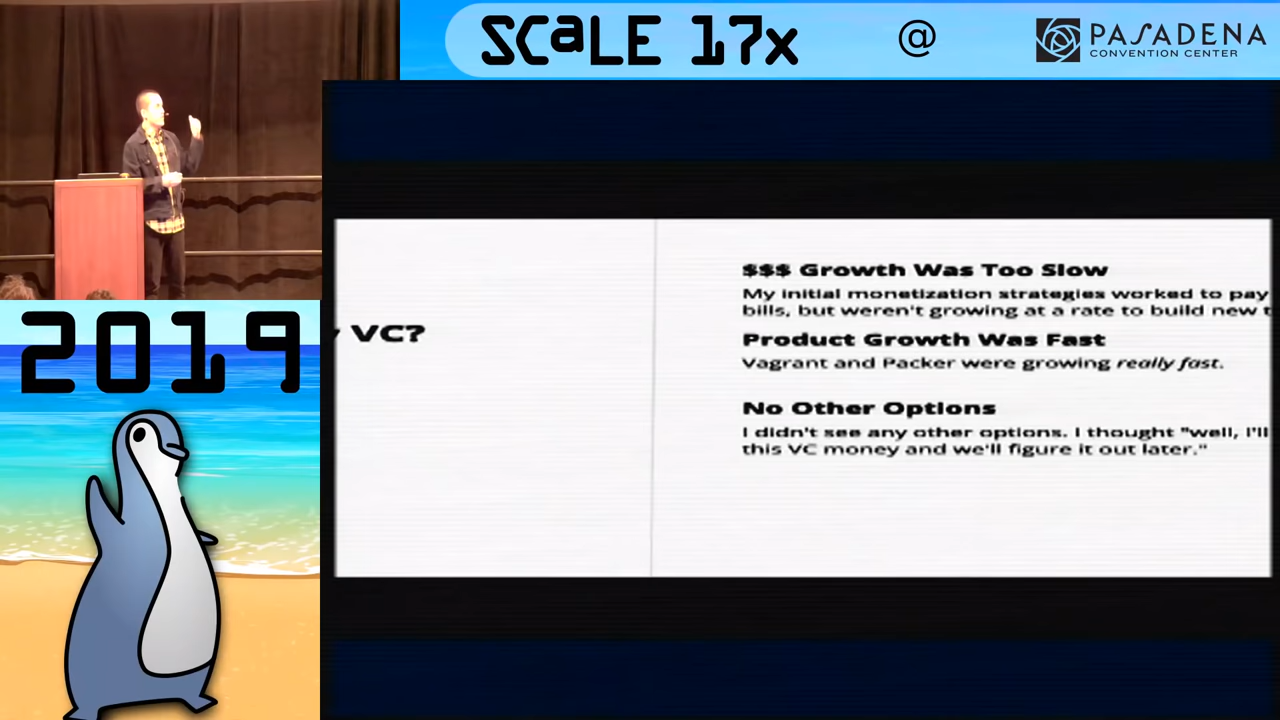 SCaLE 17x
@
PASADENA
CONVENTION CENTER
2019
VC?
$$$ Growth Was Too Slow
My initial monetization strategies worked to pay
bills, but weren't growing at a rate to build new
Product Growth Was Fast
Vagrant and Packer were growing really fast.
No Other Options
I didn't see any other options. I thought "well, I'll
this VC money and we'll figure it out later."